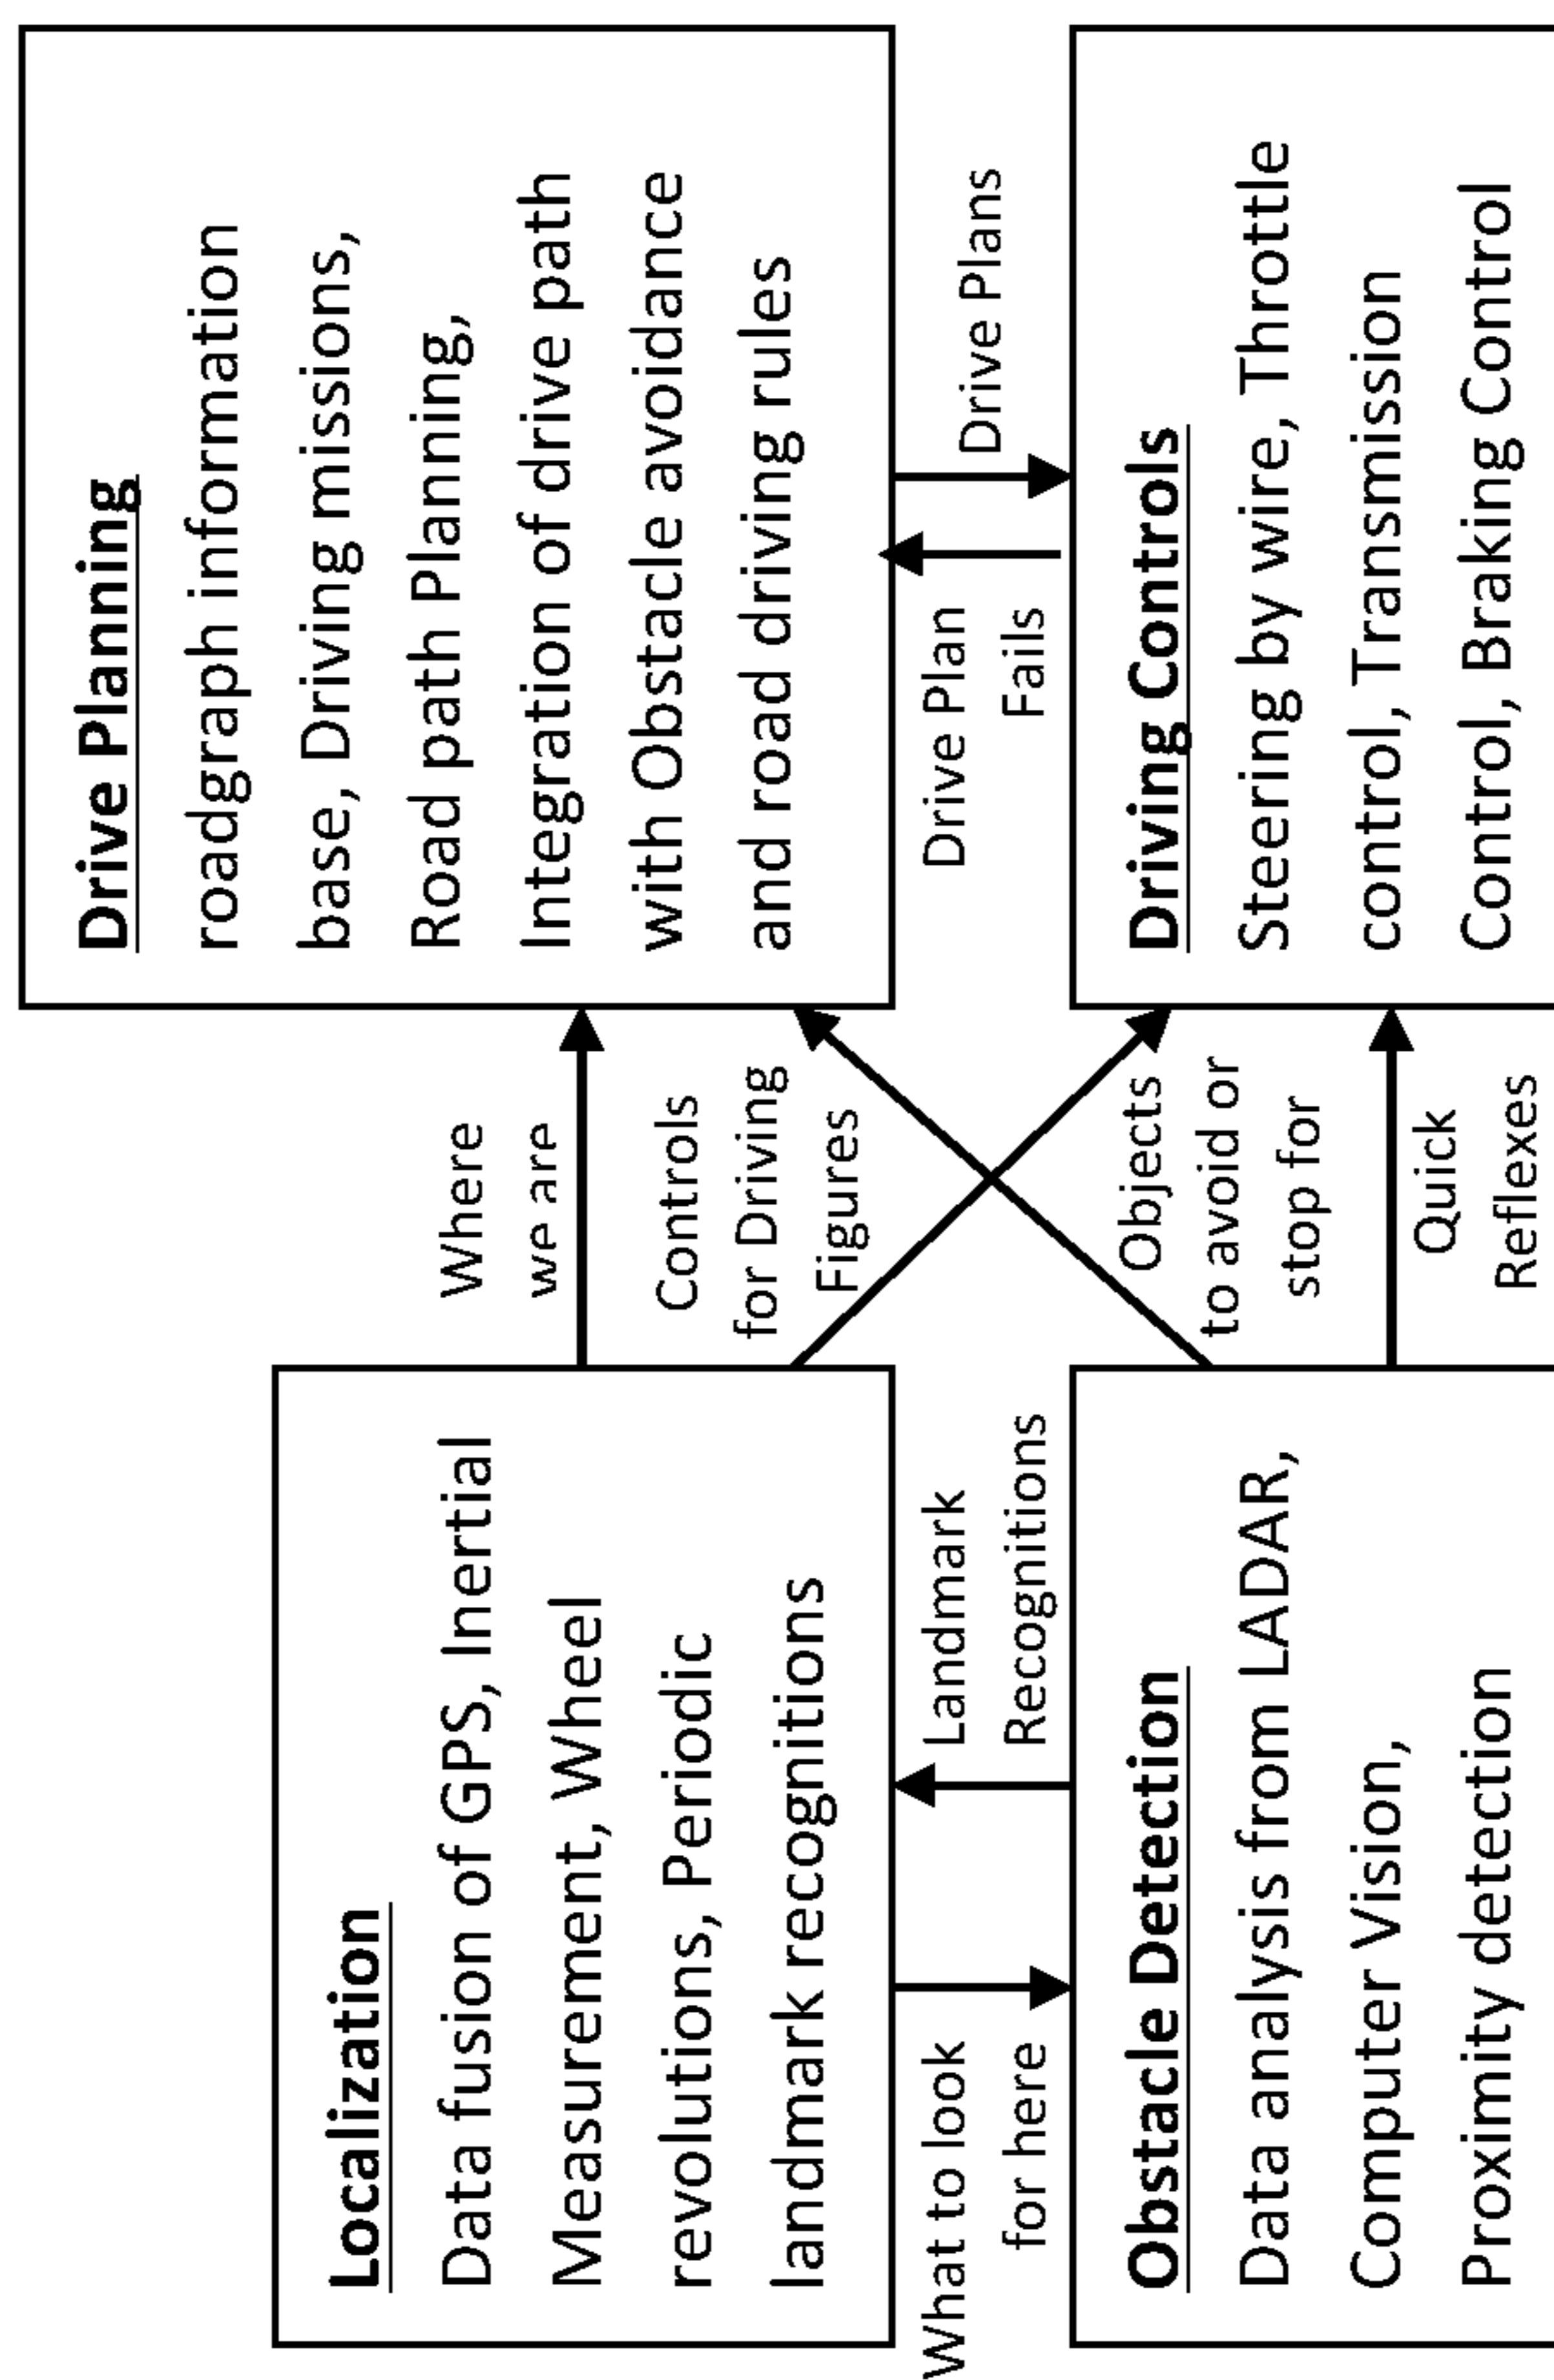 Localization
Data fusion of GPS, Inertial
Measurement, Wheel
revolutions, Periodic
landmark recognitions
Where
we are
Controls
for Driving
Figures
Drive Planning
roadgraph information
base, Driving missions,
Road path Planning,
Integration of drive path
with Obstacle avoidance
and road driving rules
What to look
for here
Landmark
Recognitions
Drive Plan
Fails
Drive Plans
Obstacle Detection
Data analysis from LADAR,
Computer Vision,
Proximity detection
Objects
to avoid or
stop for
Quick
Reflexes
Driving Controls
Steering by wire, Throttle
control, Transmission
Control, Braking Control